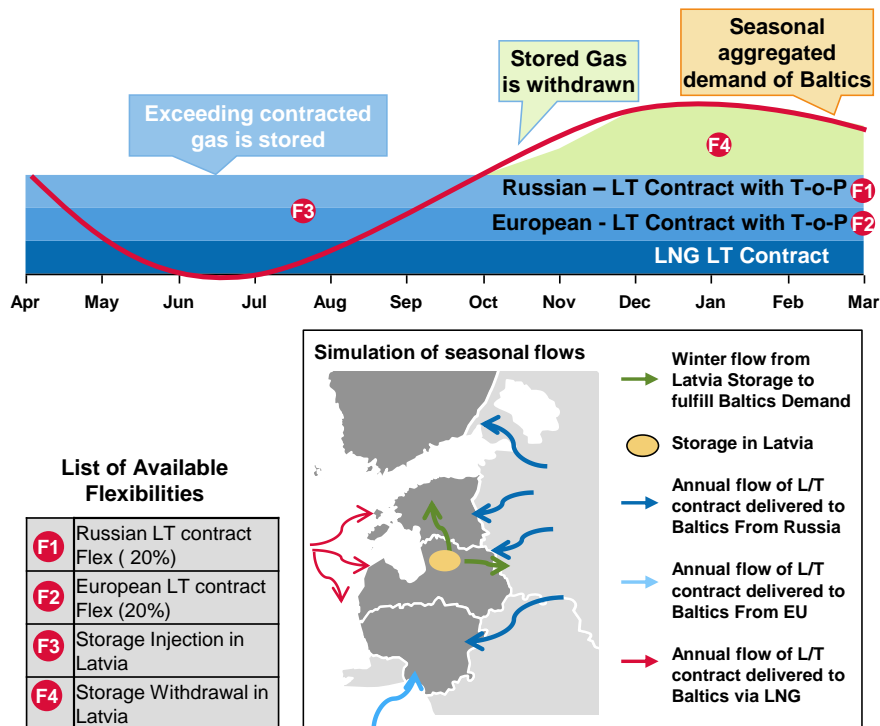 Seasonal
aggregated
demand of Baltics
Stored Gas
is withdrawn
Exceeding contracted
gas is stored
F4
F3
Russian – LT Contract with T-o-P F1
European - LT Contract with T-o-P F2
LNG LT Contract
Apr May Jun Jul Aug Sep Oct Nov Dec Jan Feb Mar
Simulation of seasonal flows
Winter flow from
Latvia Storage to
fulfill Baltics Demand
Storage in Latvia
Annual flow of L/T
contract delivered to
Baltics From Russia
Annual flow of L/T
contract delivered to
Baltics From EU
Annual flow of L/T
contract delivered to
Baltics via LNG
List of Available
Flexibilities
F1 Russian LT contract
Flex ( 20%)
F2 European LT contract
Flex (20%)
F3 Storage Injection in
Latvia
F4 Storage Withdrawal in
Latvia